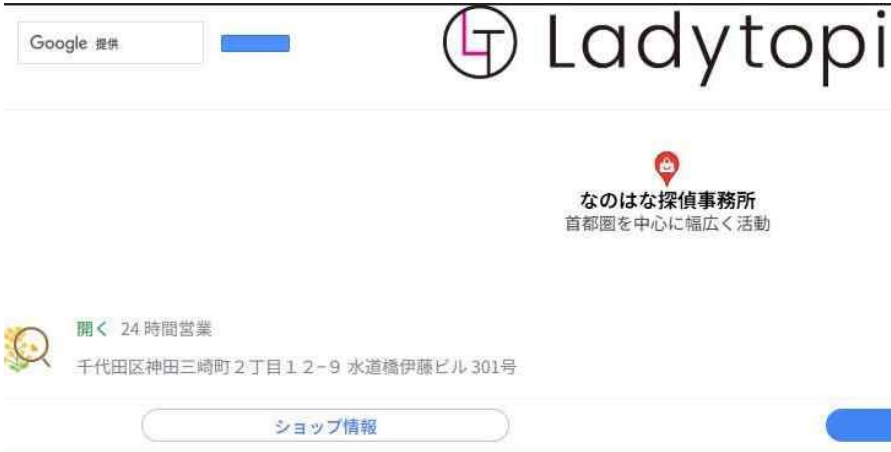 Google 提供
LT Ladytopi
なのはな探偵事務所
首都圏を中心に幅広く活動
開く 24 時間営業
千代田区神田三崎町２丁目１２−９ 水道橋伊藤ビル 301号
ショップ情報